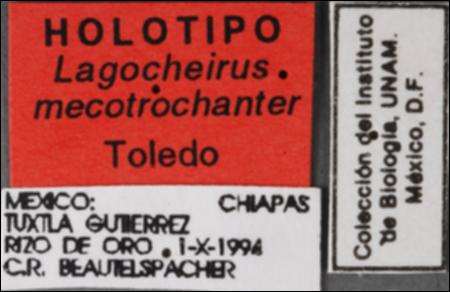 HOLOTIPO
Lagocheirus
mecotrochanter
Toledo
MEXICO: CHIAPAS
TUXTLA GUTIERREZ
RIZO DE ORO . 1-X-1994
C.R. BEAUTELSPACHER
Colección del Instituto
de Biología, UNAM.
México, D.F.